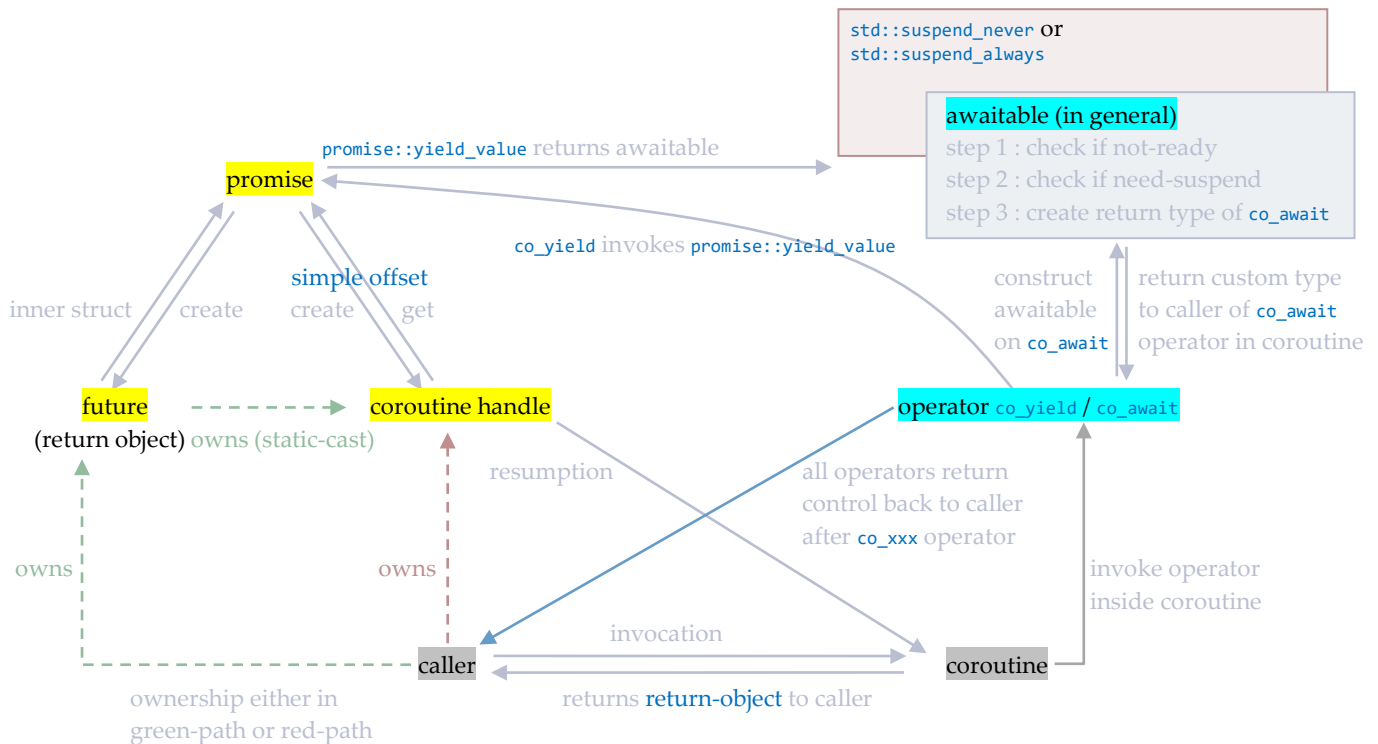 std::suspend_never or
std::suspend_always
awaitable (in general)
step 1 : check if not-ready
step 2 : check if need-suspend
step 3 : create return type of co_await
promise::yield_value returns awaitable
promise
co_yield invokes promise::yield_value
simple offset
inner struct
create
create
get
construct
awaitable
on co_await
return custom type
to caller of co_await
operator in coroutine
future
(return object)
owns (static-cast)
coroutine handle
operator co_yield / co_await
resumption
all operators return
control back to caller
after co_xxx operator
owns
owns
invoke operator
inside coroutine
invocation
caller
coroutine
returns return-object to caller
ownership either in
green-path or red-path